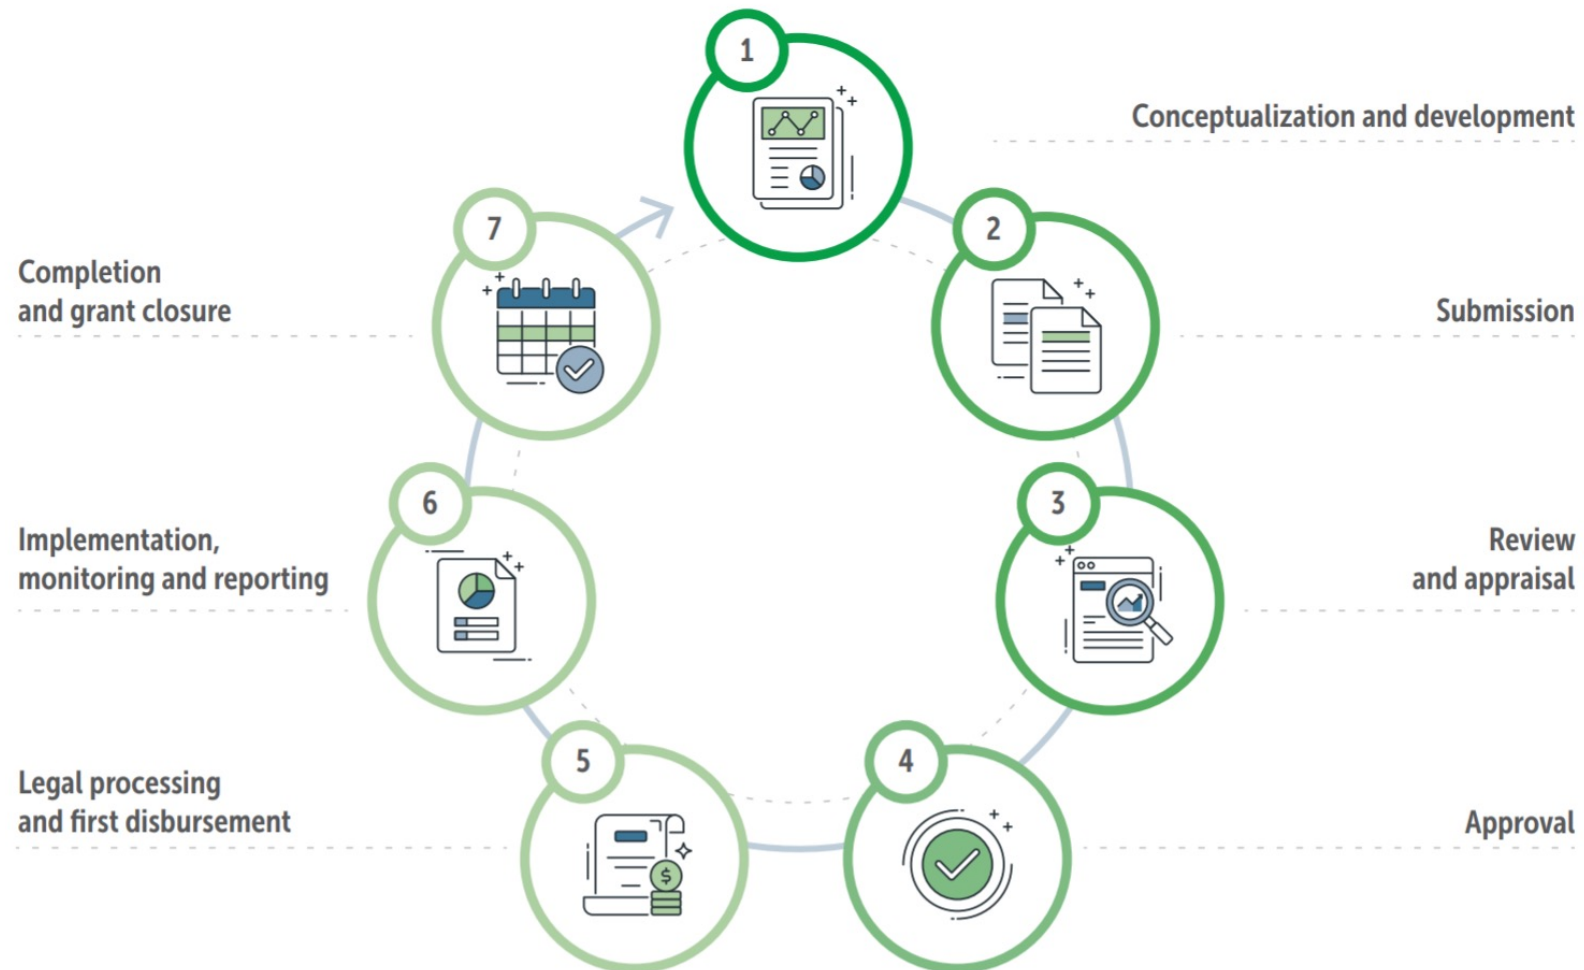 1
Conceptualization and development
2
Submission
3
Review
and appraisal
4
Approval
5
Legal processing
and first disbursement
$
6
Implementation,
monitoring and reporting
7
Completion
and grant closure